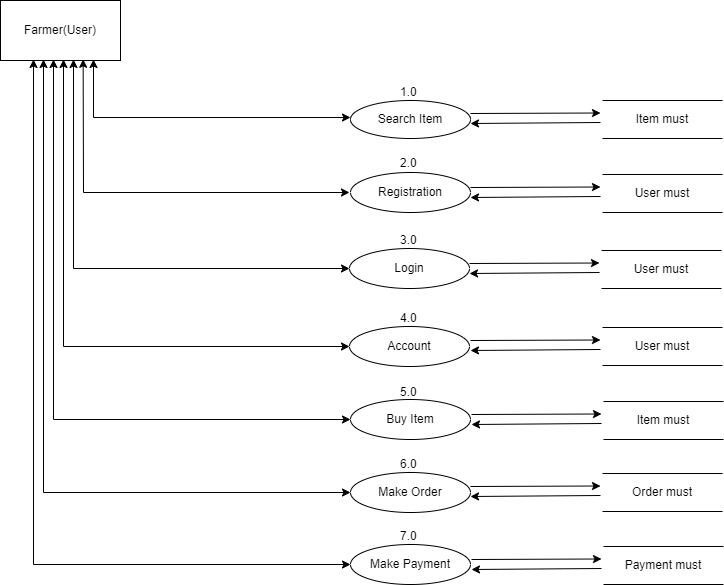 Farmer(User)
1.0
Search Item
Item must
2.0
Registration
User must
3.0
Login
User must
4.0
Account
User must
5.0
Buy Item
Item must
6.0
Make Order
Order must
7.0
Make Payment
Payment must